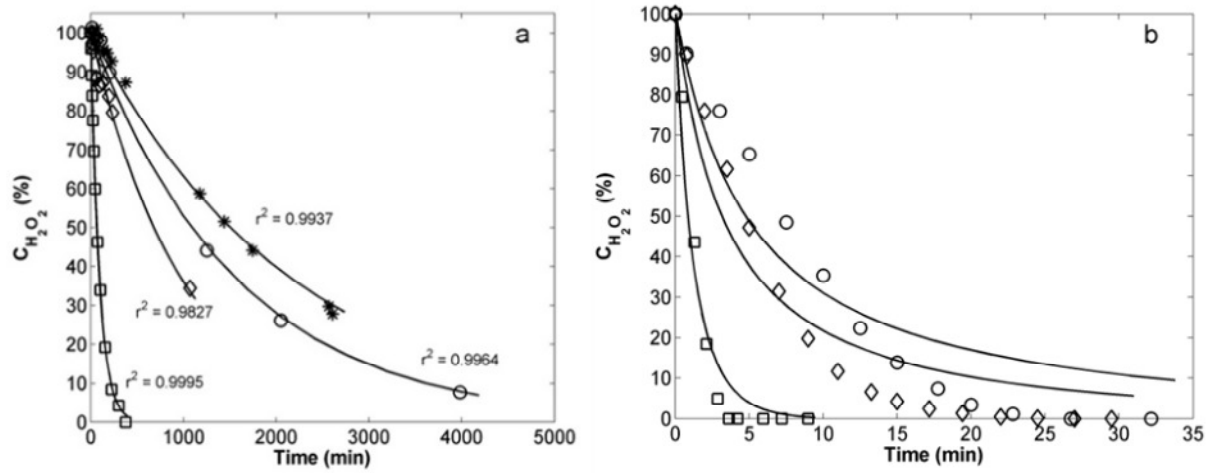 a
C H₂O₂ (%)
100
90
80
70
60
50
40
30
20
10
0
r² = 0.9937
r² = 0.9827
r² = 0.9964
r² = 0.9995
0 1000 2000 3000 4000 5000
Time (min)
b
C H₂O₂ (%)
100
90
80
70
60
50
40
30
20
10
0
0 5 10 15 20 25 30 35
Time (min)